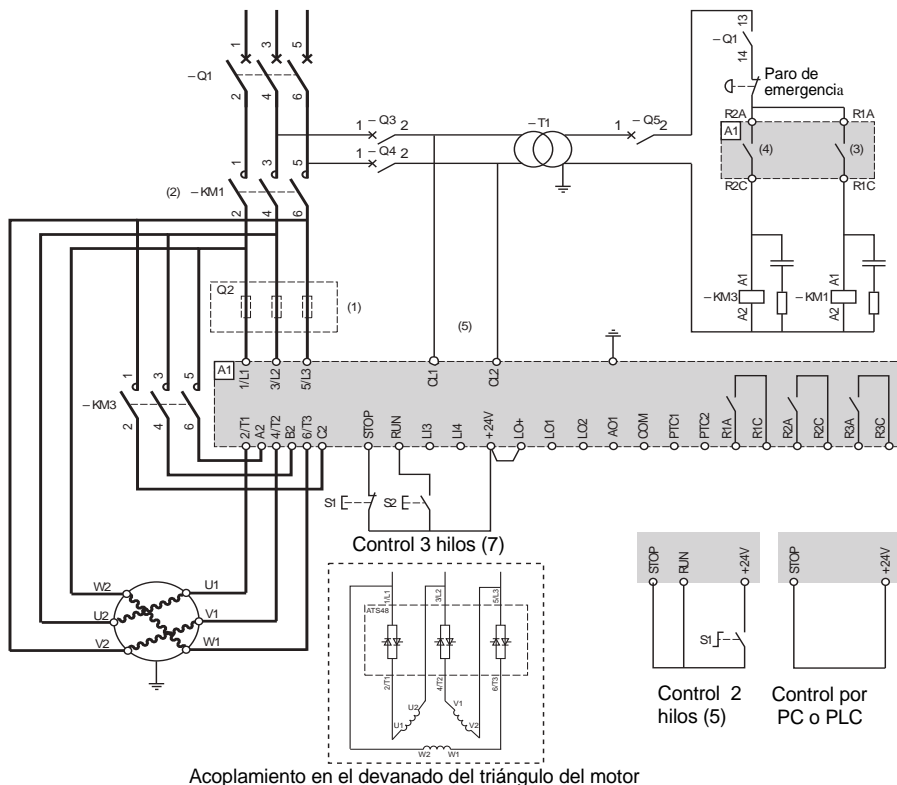 1 3 5
–Q1
2 4 6
1 –Q3 2
1 –Q4 2
–T1
1 –Q5 2
13
–Q1
14
Paro de
emergencia
R2A R1A
A1
(4) (3)
R2C R1C
A1 A1
–KM3 –KM1
A2 A2
1 3 5
(2) –KM1
2 4 6
Q2
(1)
(5)
A1
1/L1 3/L2 5/L3 CL1 CL2
1 3 5
–KM3
2 4 6
2/T1 A2 4/T2 B2 6/T3 C2 STOP RUN LI3 LI4 +24V LO+ LO1 LO2 AO1 COM PTC1 PTC2 R1A R1C R2A R2C R3A R3C
S1 S2
Control 3 hilos (7)
W2 U1
U2 V1
V2 W1
1/L1 3/L2 5/L3
ATS48
2/T1 4/T2 6/T3
U1 U2 V1 V2
W2 W1
Acoplamiento en el devanado del triángulo del motor
STOP RUN +24V
S1
Control 2
hilos (5)
STOP +24V
Control por
PC o PLC